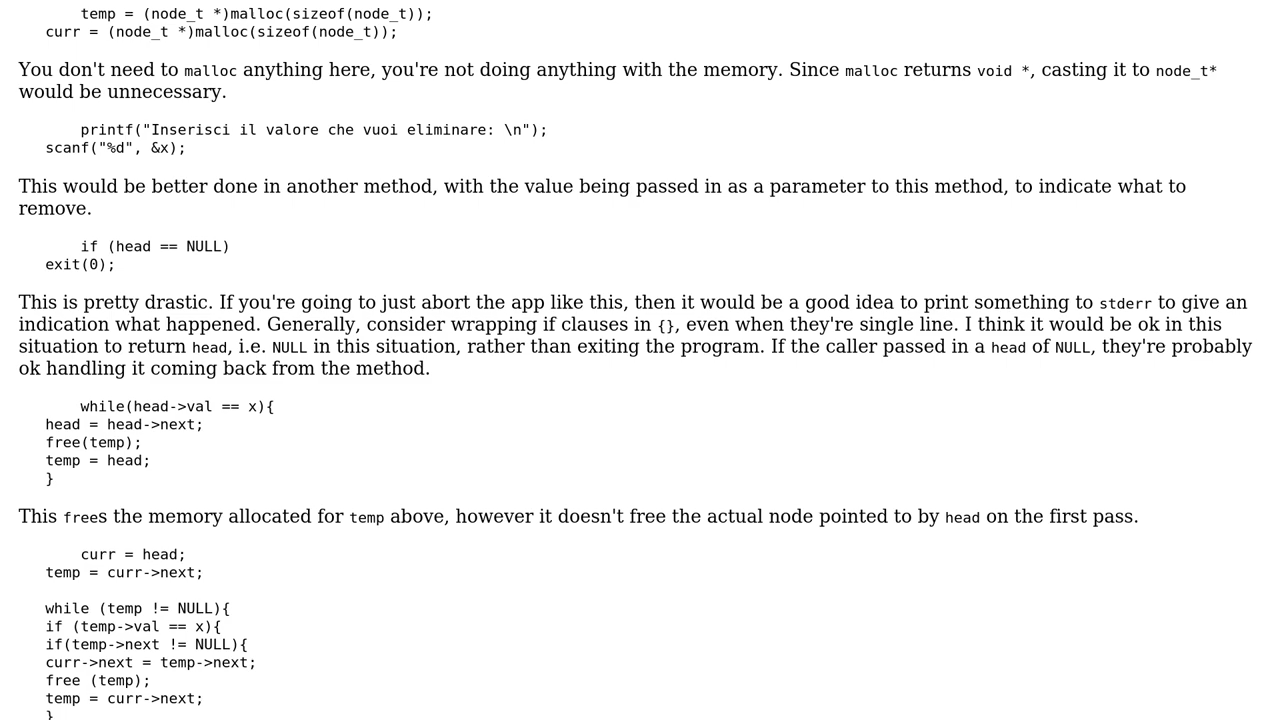 temp = (node_t *)malloc(sizeof(node_t));
curr = (node_t *)malloc(sizeof(node_t));
You don't need to malloc anything here, you're not doing anything with the memory. Since malloc returns void *, casting it to node_t*
would be unnecessary.
printf("Inserisci il valore che vuoi eliminare: \n");
scanf("%d", &x);
This would be better done in another method, with the value being passed in as a parameter to this method, to indicate what to
remove.
if (head == NULL)
exit(0);
This is pretty drastic. If you're going to just abort the app like this, then it would be a good idea to print something to stderr to give an
indication what happened. Generally, consider wrapping if clauses in {}, even when they're single line. I think it would be ok in this
situation to return head, i.e. NULL in this situation, rather than exiting the program. If the caller passed in a head of NULL, they're probably
ok handling it coming back from the method.
while(head->val == x){
head = head->next;
free(temp);
temp = head;
}
This frees the memory allocated for temp above, however it doesn't free the actual node pointed to by head on the first pass.
curr = head;
temp = curr->next;
while (temp != NULL){
if (temp->val == x){
if(temp->next != NULL){
curr->next = temp->next;
free (temp);
temp = curr->next;
}